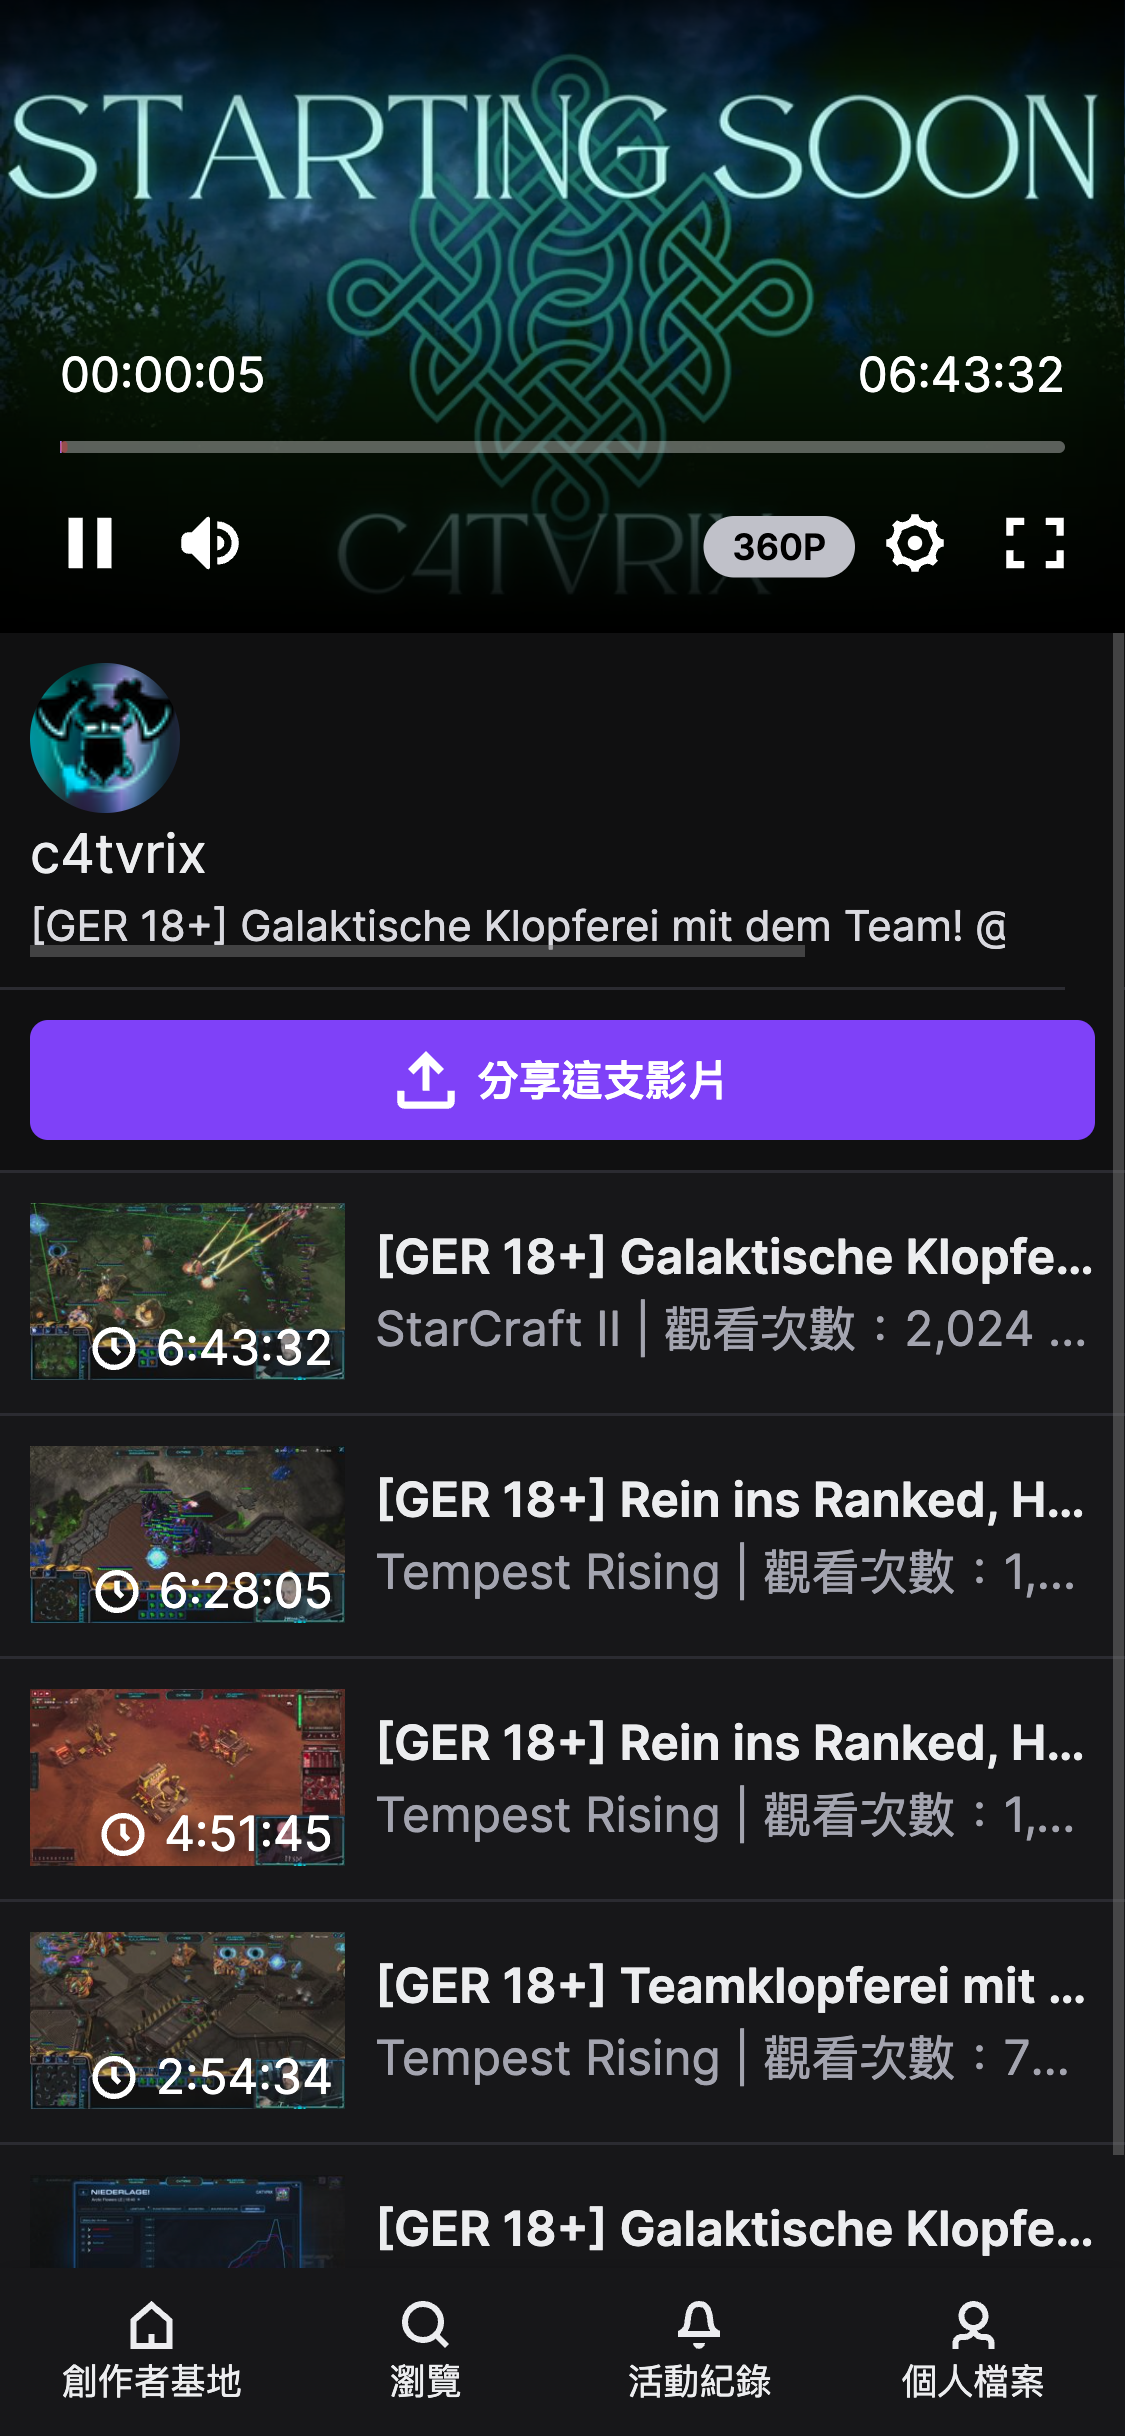 STARTING SOON
00:00:05
06:43:32
C4TVRIX
360P
c4tvrix
[GER 18+] Galaktische Klopferei mit dem Team! @
分享這支影片
[GER 18+] Galaktische Klopfe...
StarCraft II | 觀看次數：2,024 ...
6:43:32
[GER 18+] Rein ins Ranked, H...
Tempest Rising | 觀看次數：1,...
6:28:05
[GER 18+] Rein ins Ranked, H...
Tempest Rising | 觀看次數：1,...
4:51:45
[GER 18+] Teamklopferei mit ...
Tempest Rising | 觀看次數：7...
2:54:34
NIEDERLAGE!
[GER 18+] Galaktische Klopfe...
創作者基地
瀏覽
活動紀錄
個人檔案